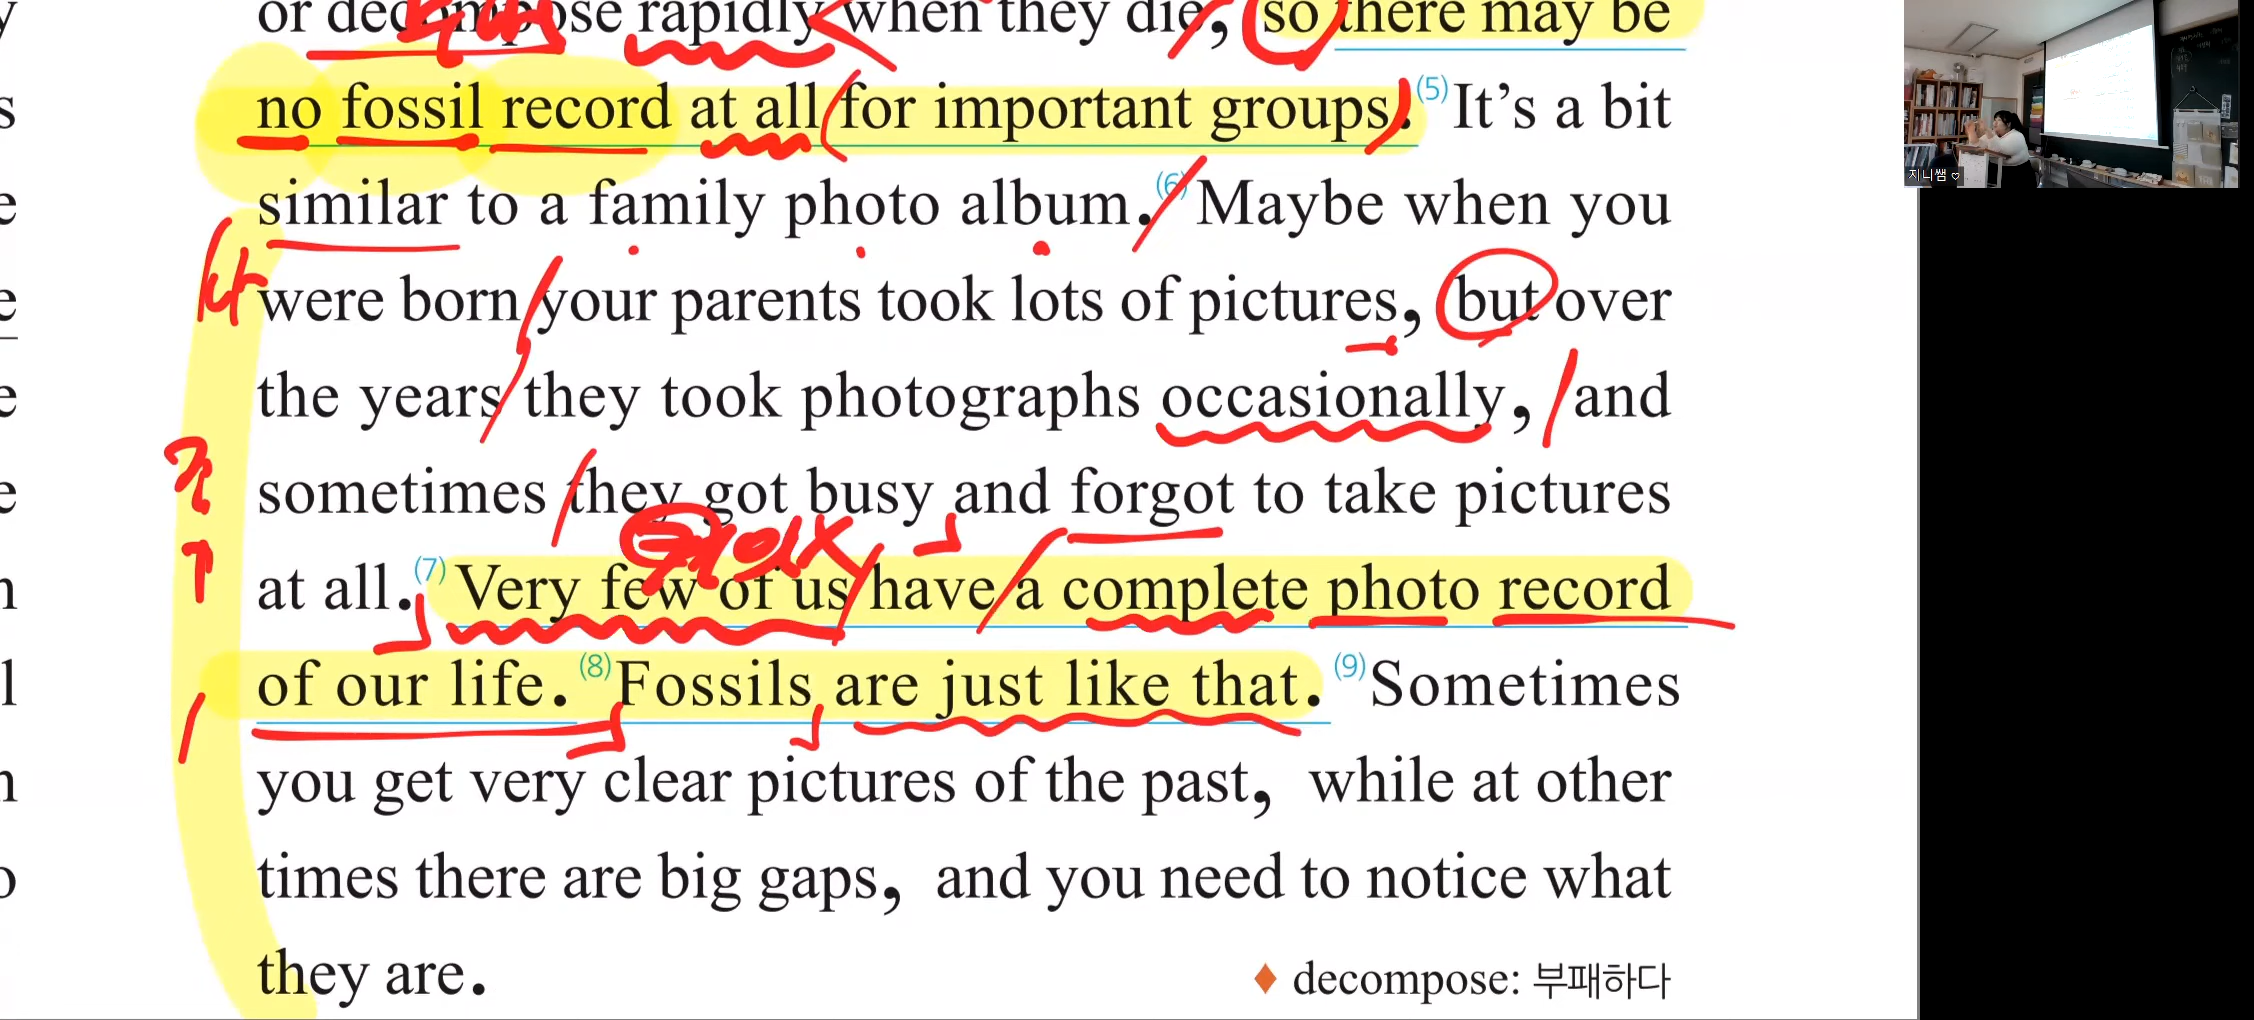 or decompose rapidly when they die, so there may be
no fossil record at all for important groups. (5) It's a bit
similar to a family photo album. (6) Maybe when you
were born your parents took lots of pictures, but over
the years they took photographs occasionally, and
sometimes they got busy and forgot to take pictures
at all. (7) Very few of us have a complete photo record
of our life. (8) Fossils are just like that. (9) Sometimes
you get very clear pictures of the past, while at other
times there are big gaps, and you need to notice what
they are.
♦ decompose: 부패하다
지니쌤 ♡